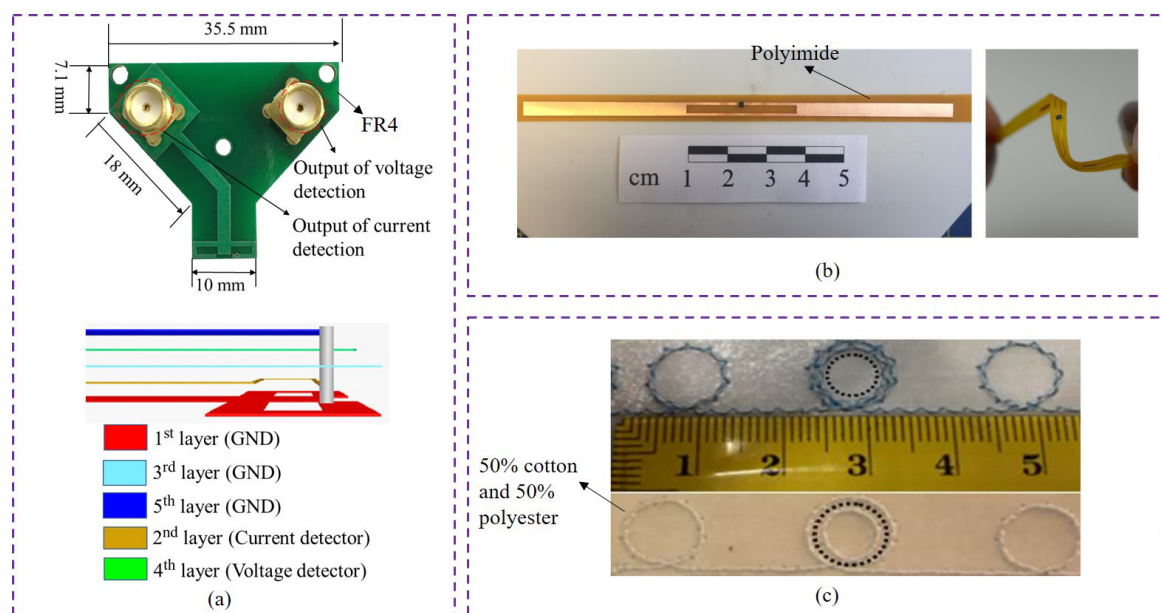 35.5 mm
7.1 mm
18 mm
FR4
Output of voltage
detection
Output of current
detection
10 mm
1st layer (GND)
3rd layer (GND)
5th layer (GND)
2nd layer (Current detector)
4th layer (Voltage detector)
(a)
Polyimide
cm 1 2 3 4 5
(b)
1 2 3 4 5
50% cotton
and 50%
polyester
(c)